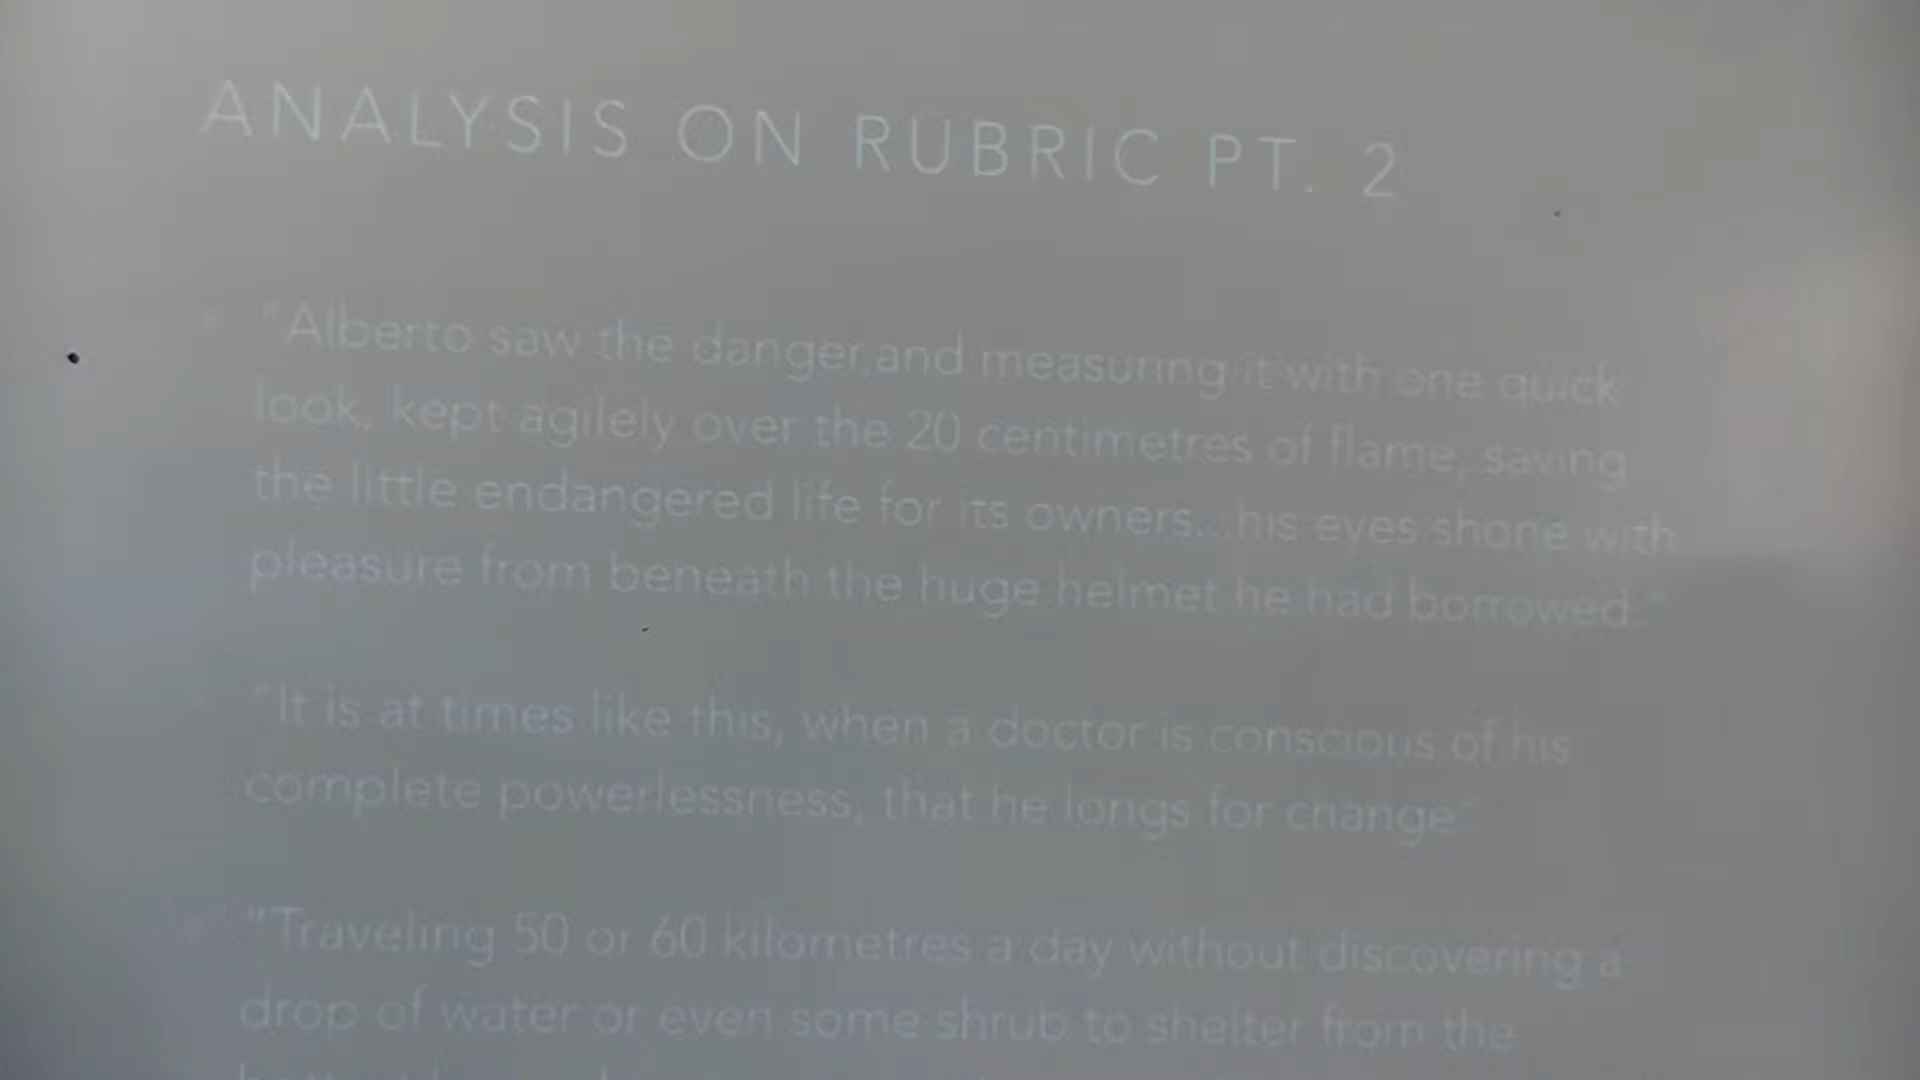 ANALYSIS ON RUBRIC PT. 2
"Alberto saw the danger,and measuring it with one quick
look, kept agilely over the 20 centimetres of flame, saving
the little endangered life for its owners...his eyes shone with
pleasure from beneath the huge helmet he had borrowed."
"It is at times like this, when a doctor is conscious of his
complete powerlessness, that he longs for change"
"Traveling 50 or 60 kilometres a day without discovering a
drop of water or even some shrub to shelter from the